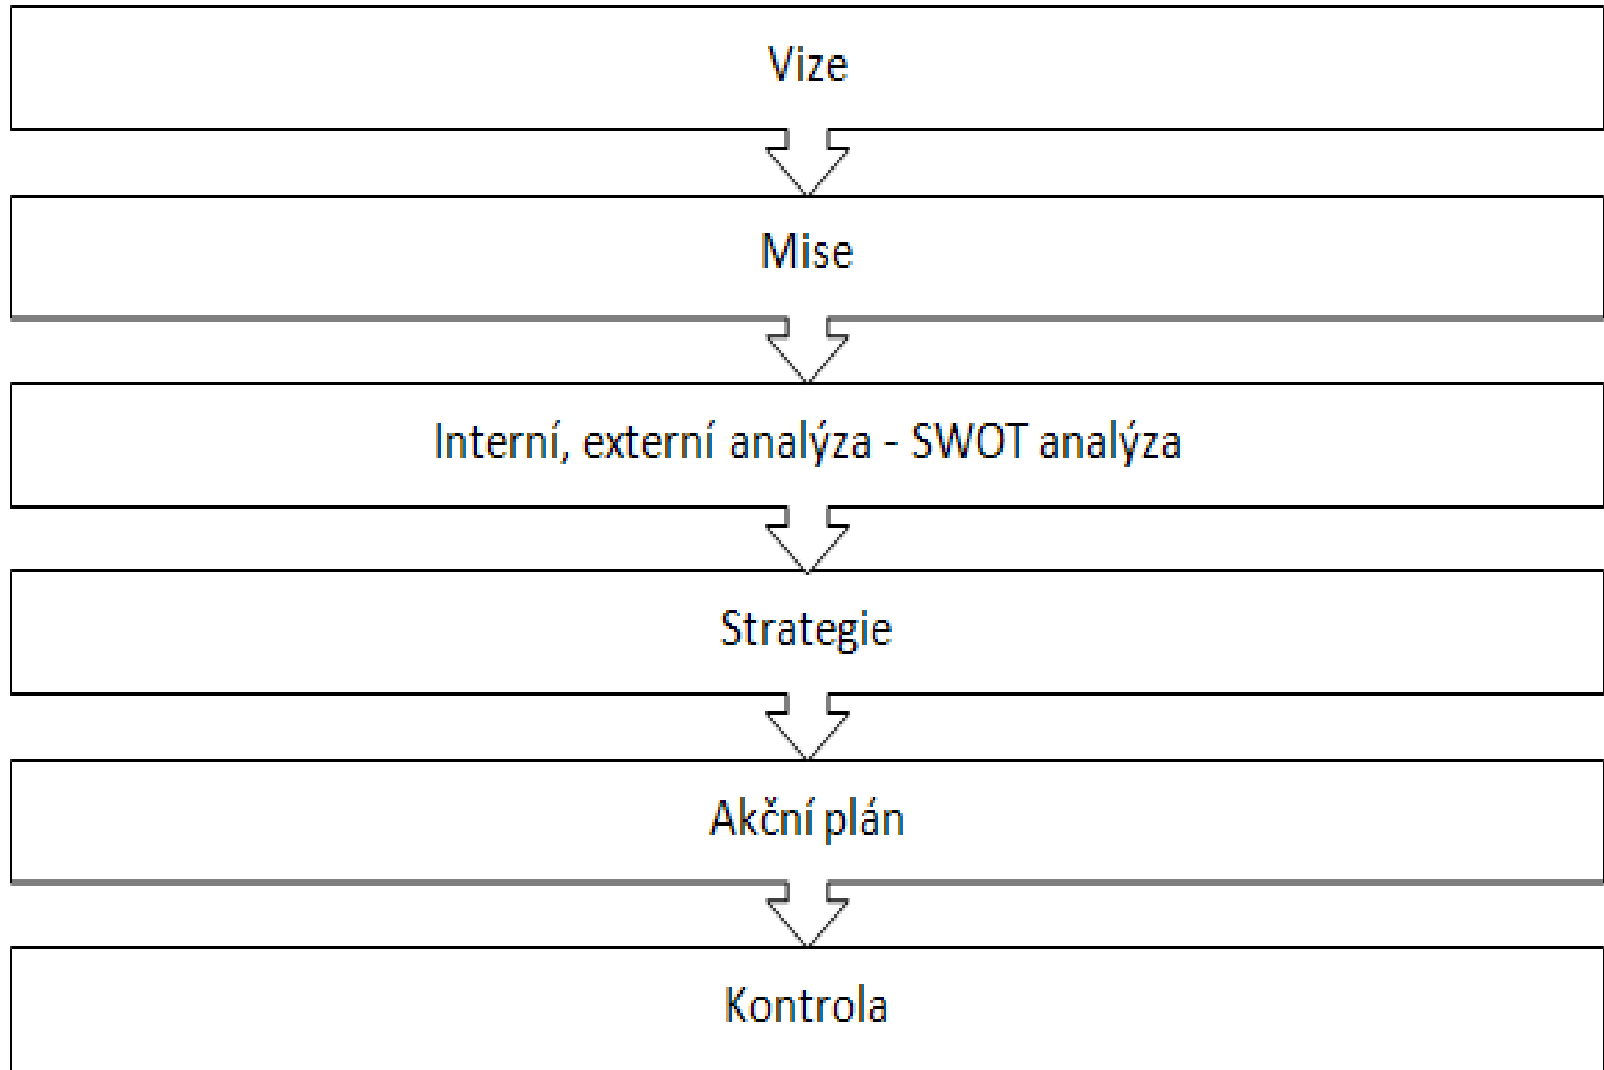 Vize
Mise
Interní, externí analýza - SWOT analýza
Strategie
Akční plán
Kontrola